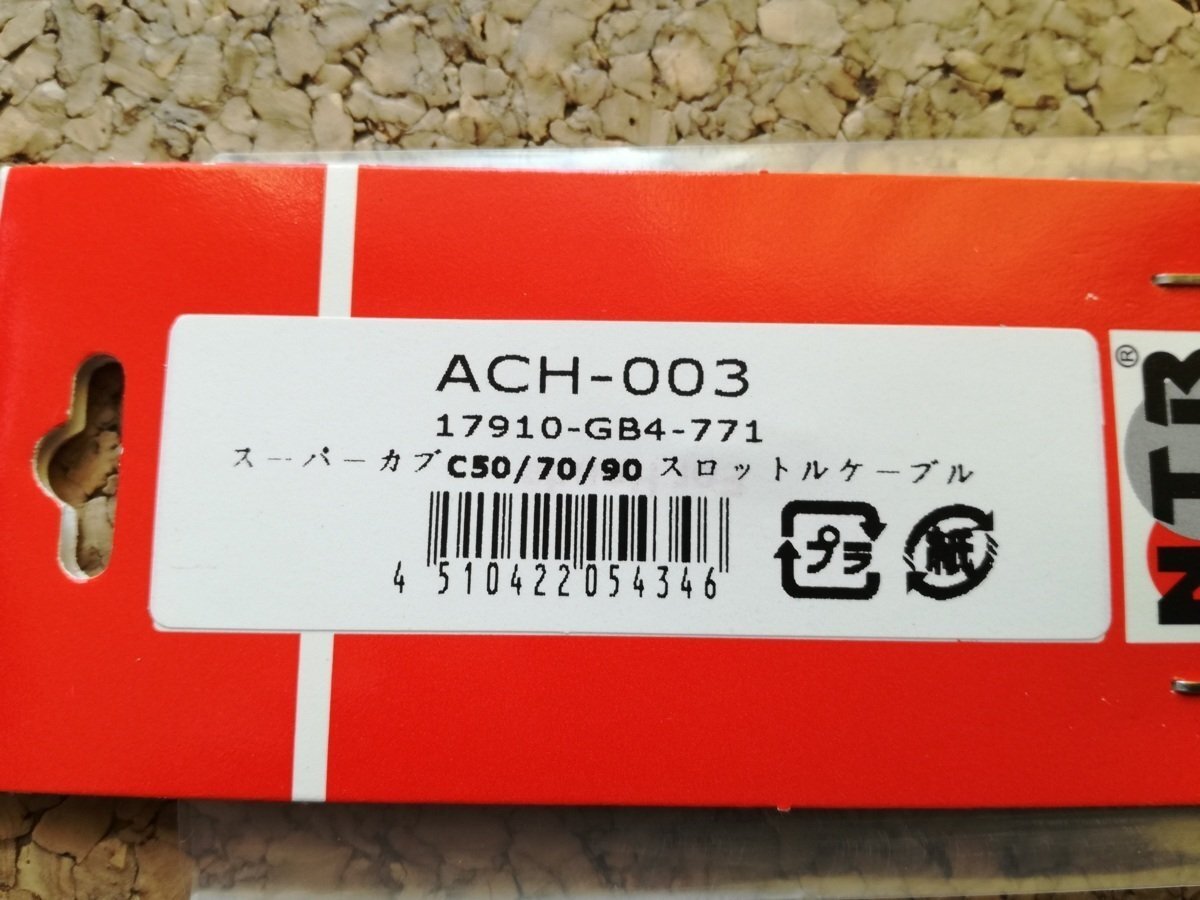 ACH-003
17910-GB4-771
スーパーカブC50/70/90 スロットルケーブル
4 510422 054346
プラ
紙
NTB
®